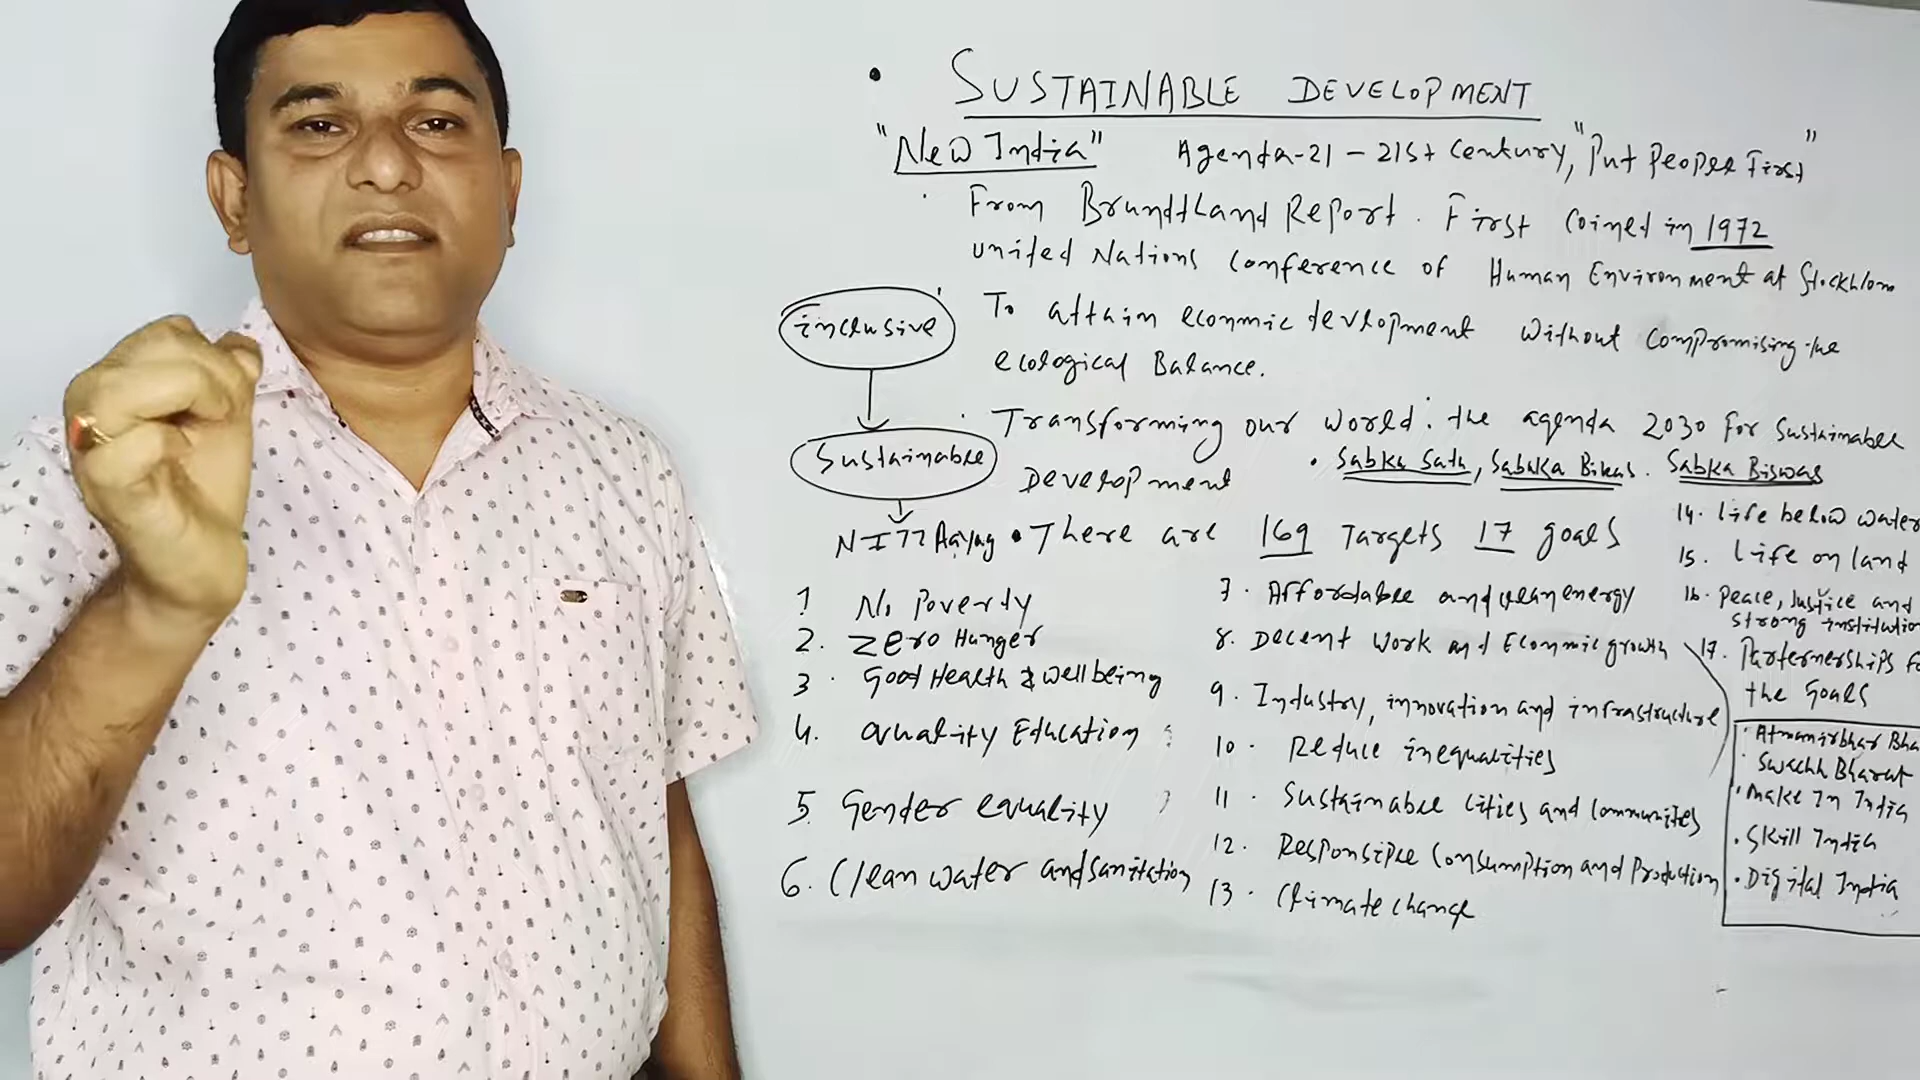 • SUSTAINABLE DEVELOPMENT
"New India" Agenda-21 – 21st Century, "Put People First"
From Brundtland Report. First coined in 1972
United Nations Conference of Human Environment at Stockhlom
inclusive
To attain econmic development without compromising the
ecological Balance.
Transforming our world: the agenda 2030 for sustainable
Sustainable
Development
• Sabka Sath, Sabka Bikas. Sabka Biswas
NITI Aayog • There are 169 Targets 17 goals
1 No Poverty
2. Zero Hunger
3. Good Health & wellbeing
4. Quality Education
5. Gender equality
6. Clean water and sanitation
7. Affordable and clean energy
8. Decent work and Econmic growth
9. Industry, innovation and infrastructure
10. Reduce inequalities
11. Sustainable cities and communities
12. Responsible consumption and production
13. Climate change
14. Life below water
15. Life on land
16. Peace, Justice and
strong institution
17. Parternerships Fo
the Goals
• Atmanirbhar Bha
• Swachh Bharat
• Make In India
• Skill India
• Digital India